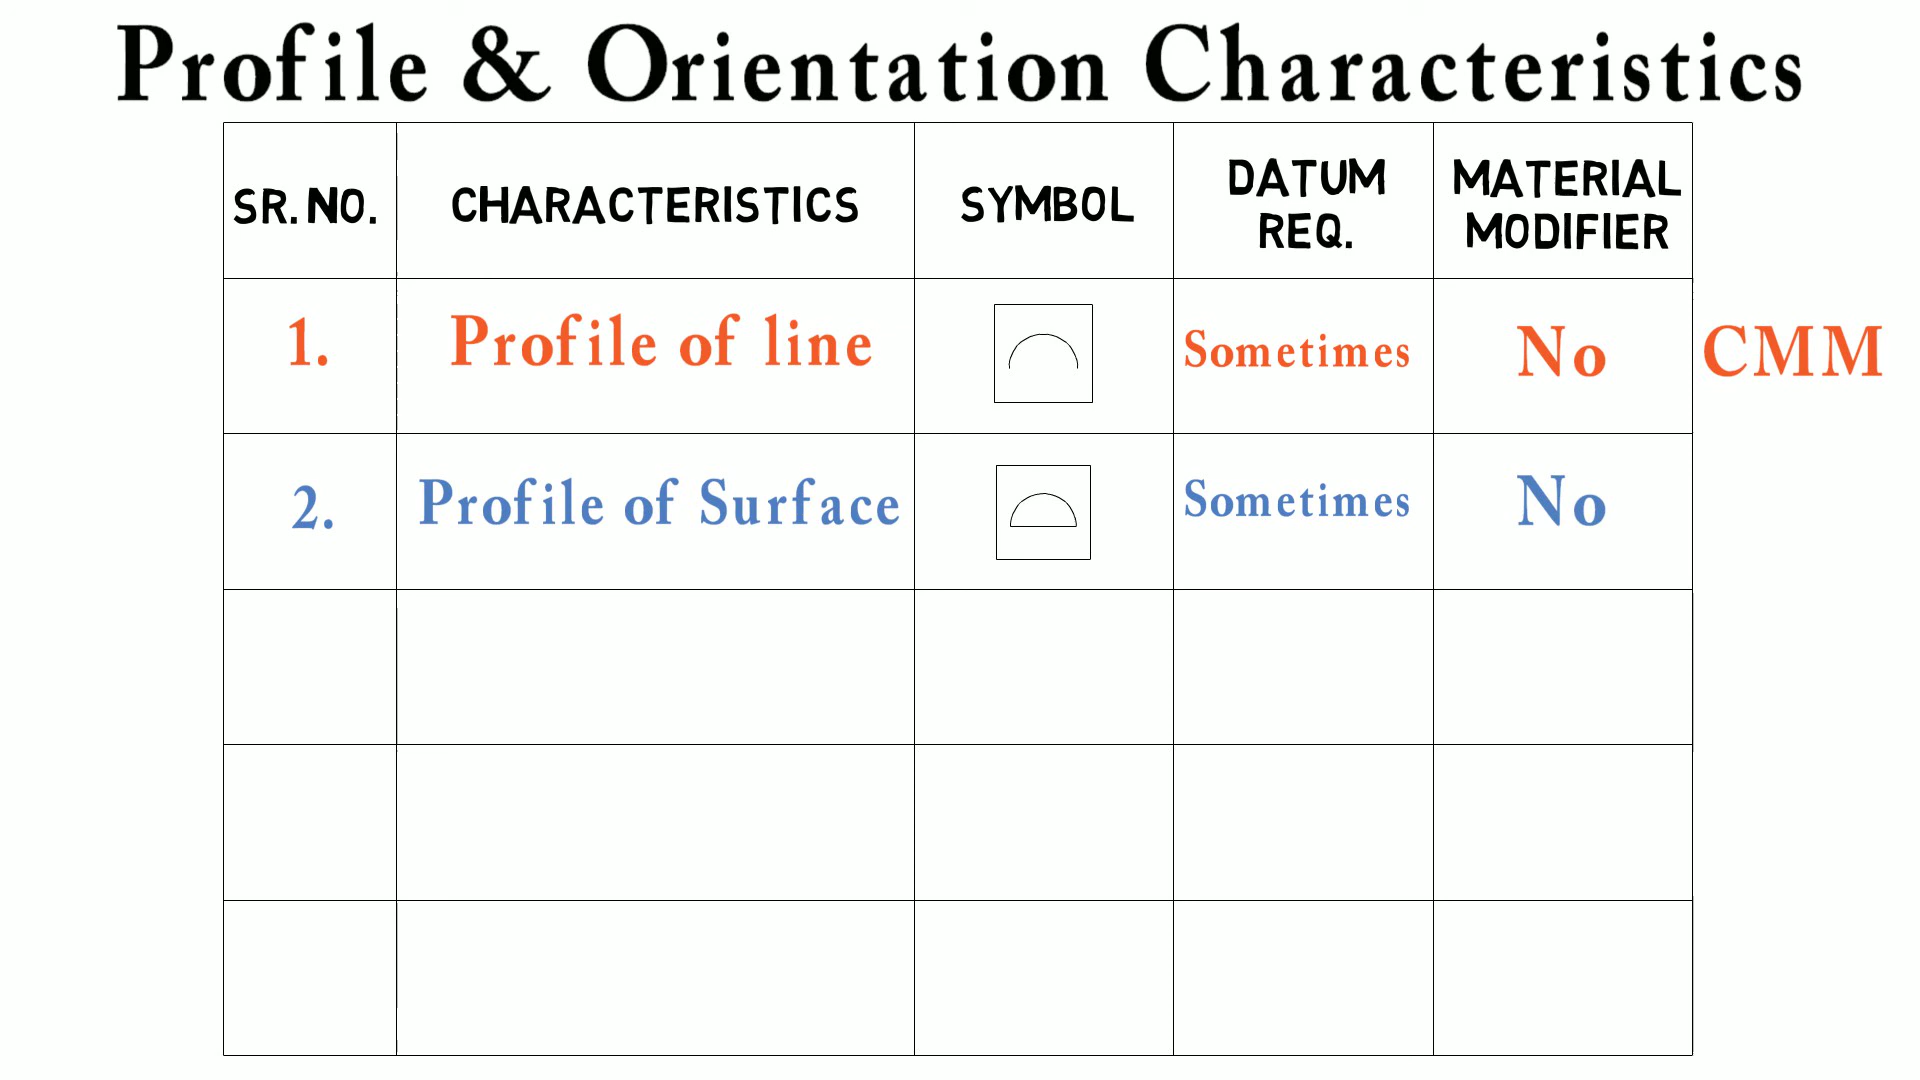 Profile & Orientation Characteristics
SR. NO. CHARACTERISTICS SYMBOL DATUM REQ. MATERIAL MODIFIER
1. Profile of line Sometimes No CMM
2. Profile of Surface Sometimes No